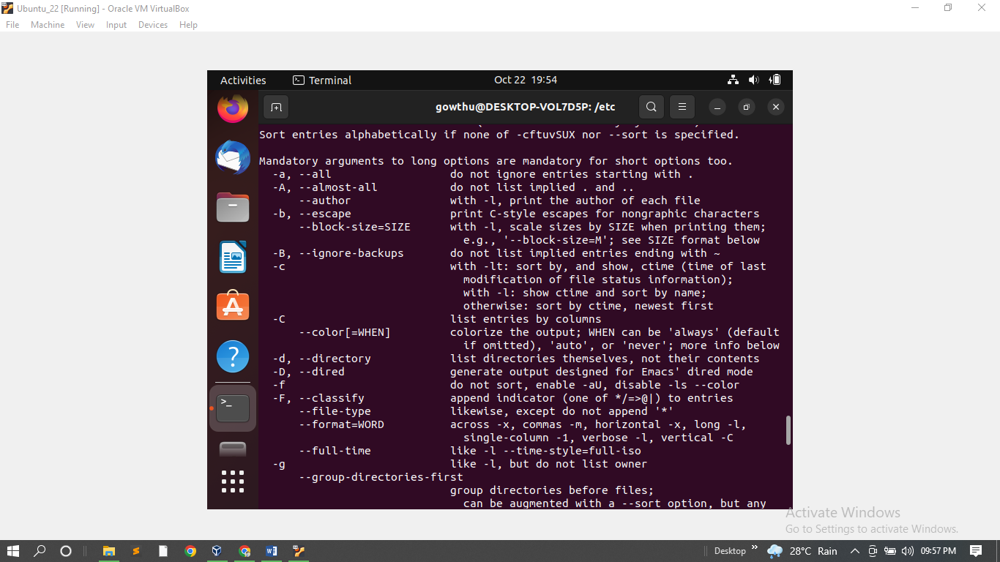 Ubuntu_22 [Running] - Oracle VM VirtualBox
File Machine View Input Devices Help
Activities Terminal Oct 22 19:54
gowthu@DESKTOP-VOL7D5P: /etc
Sort entries alphabetically if none of -cftuvSUX nor --sort is specified.
Mandatory arguments to long options are mandatory for short options too.
-a, --all do not ignore entries starting with .
-A, --almost-all do not list implied . and ..
--author with -l, print the author of each file
-b, --escape print C-style escapes for nongraphic characters
--block-size=SIZE with -l, scale sizes by SIZE when printing them;
e.g., '--block-size=M'; see SIZE format below
-B, --ignore-backups do not list implied entries ending with ~
-c with -lt: sort by, and show, ctime (time of last
modification of file status information);
with -l: show ctime and sort by name;
otherwise: sort by ctime, newest first
-C list entries by columns
--color[=WHEN] colorize the output; WHEN can be 'always' (default
if omitted), 'auto', or 'never'; more info below
-d, --directory list directories themselves, not their contents
-D, --dired generate output designed for Emacs' dired mode
-f do not sort, enable -aU, disable -ls --color
-F, --classify append indicator (one of */=>@|) to entries
--file-type likewise, except do not append '*'
--format=WORD across -x, commas -m, horizontal -x, long -l,
single-column -1, verbose -l, vertical -C
--full-time like -l --time-style=full-iso
-g like -l, but do not list owner
--group-directories-first
group directories before files;
can be augmented with a --sort option, but any
Activate Windows
Go to Settings to activate Windows.
Desktop » 28°C Rain 09:57 PM